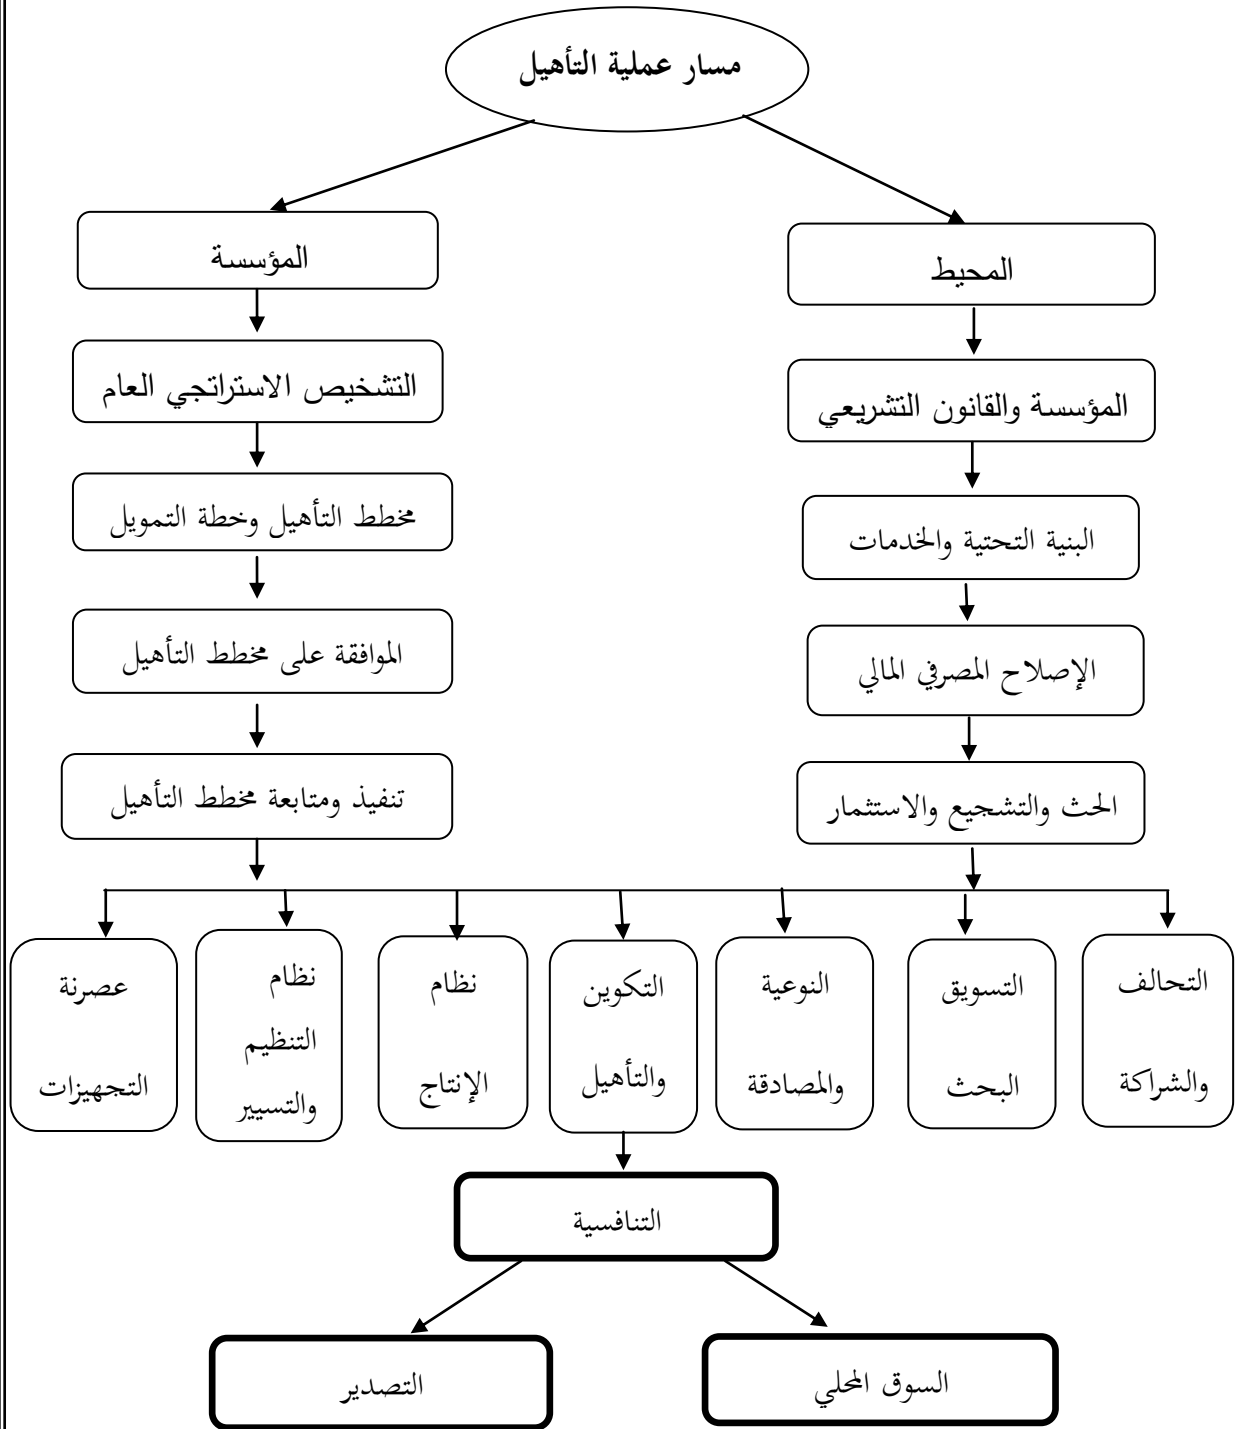 مسار عملية التأهيل
المحيط
المؤسسة
المؤسسة والقانون التشريعي
التشخيص الاستراتجي العام
البنية التحتية والخدمات
مخطط التأهيل وخطة التمويل
الإصلاح المصرفي المالي
الموافقة على مخطط التأهيل
الحث والتشجيع والاستثمار
تنفيذ ومتابعة مخطط التأهيل
التحالف
والشراكة
التسويق
البحث
النوعية
والمصادقة
التكوين
والتأهيل
نظام
الإنتاج
نظام
التنظيم
والتسيير
عصرنة
التجهيزات
التنافسية
السوق المحلي
التصدير